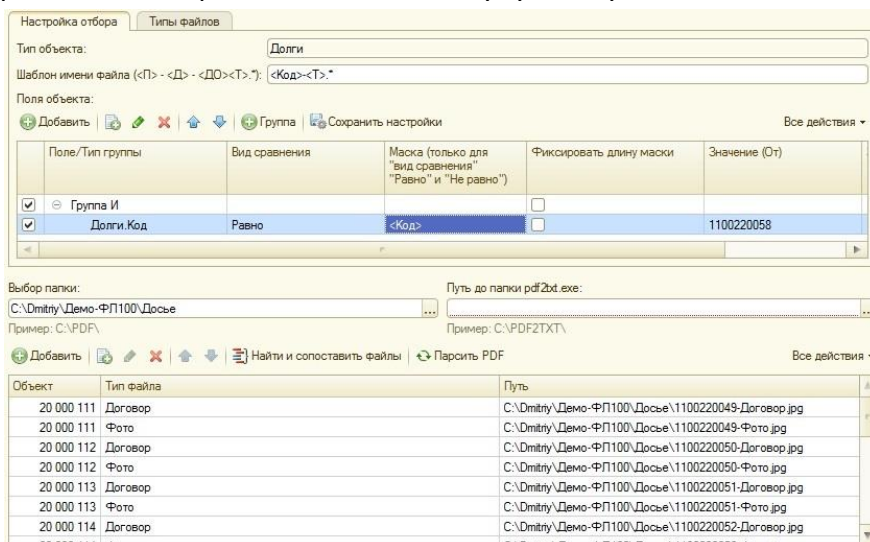 Настройка отбора Типы файлов
Тип объекта: Долги
Шаблон имени файла (<П> - <Д> - <ДО><Т>.*): <Код>-<Т>.*
Поля объекта:
Добавить Группа Сохранить настройки Все действия
Поле/Тип группы Вид сравнения Маска (только для "вид сравнения" "Равно" и "Не равно") Фиксировать длину маски Значение (От)
Группа И
Долги.Код Равно <Код> 1100220058
Выбор папки: Путь до папки pdf2txt.exe:
C:\Dmitriy\Демо-ФЛ100\Досье ... ...
Пример: C:\PDF\ Пример: C:\PDF2TXT\
Добавить Найти и сопоставить файлы Парсить PDF Все действия
Объект Тип файла Путь
20 000 111 Договор C:\Dmitriy\Демо-ФЛ100\Досье\1100220049-Договор.jpg
20 000 111 Фото C:\Dmitriy\Демо-ФЛ100\Досье\1100220049-Фото.jpg
20 000 112 Договор C:\Dmitriy\Демо-ФЛ100\Досье\1100220050-Договор.jpg
20 000 112 Фото C:\Dmitriy\Демо-ФЛ100\Досье\1100220050-Фото.jpg
20 000 113 Договор C:\Dmitriy\Демо-ФЛ100\Досье\1100220051-Договор.jpg
20 000 113 Фото C:\Dmitriy\Демо-ФЛ100\Досье\1100220051-Фото.jpg
20 000 114 Договор C:\Dmitriy\Демо-ФЛ100\Досье\1100220052-Договор.jpg